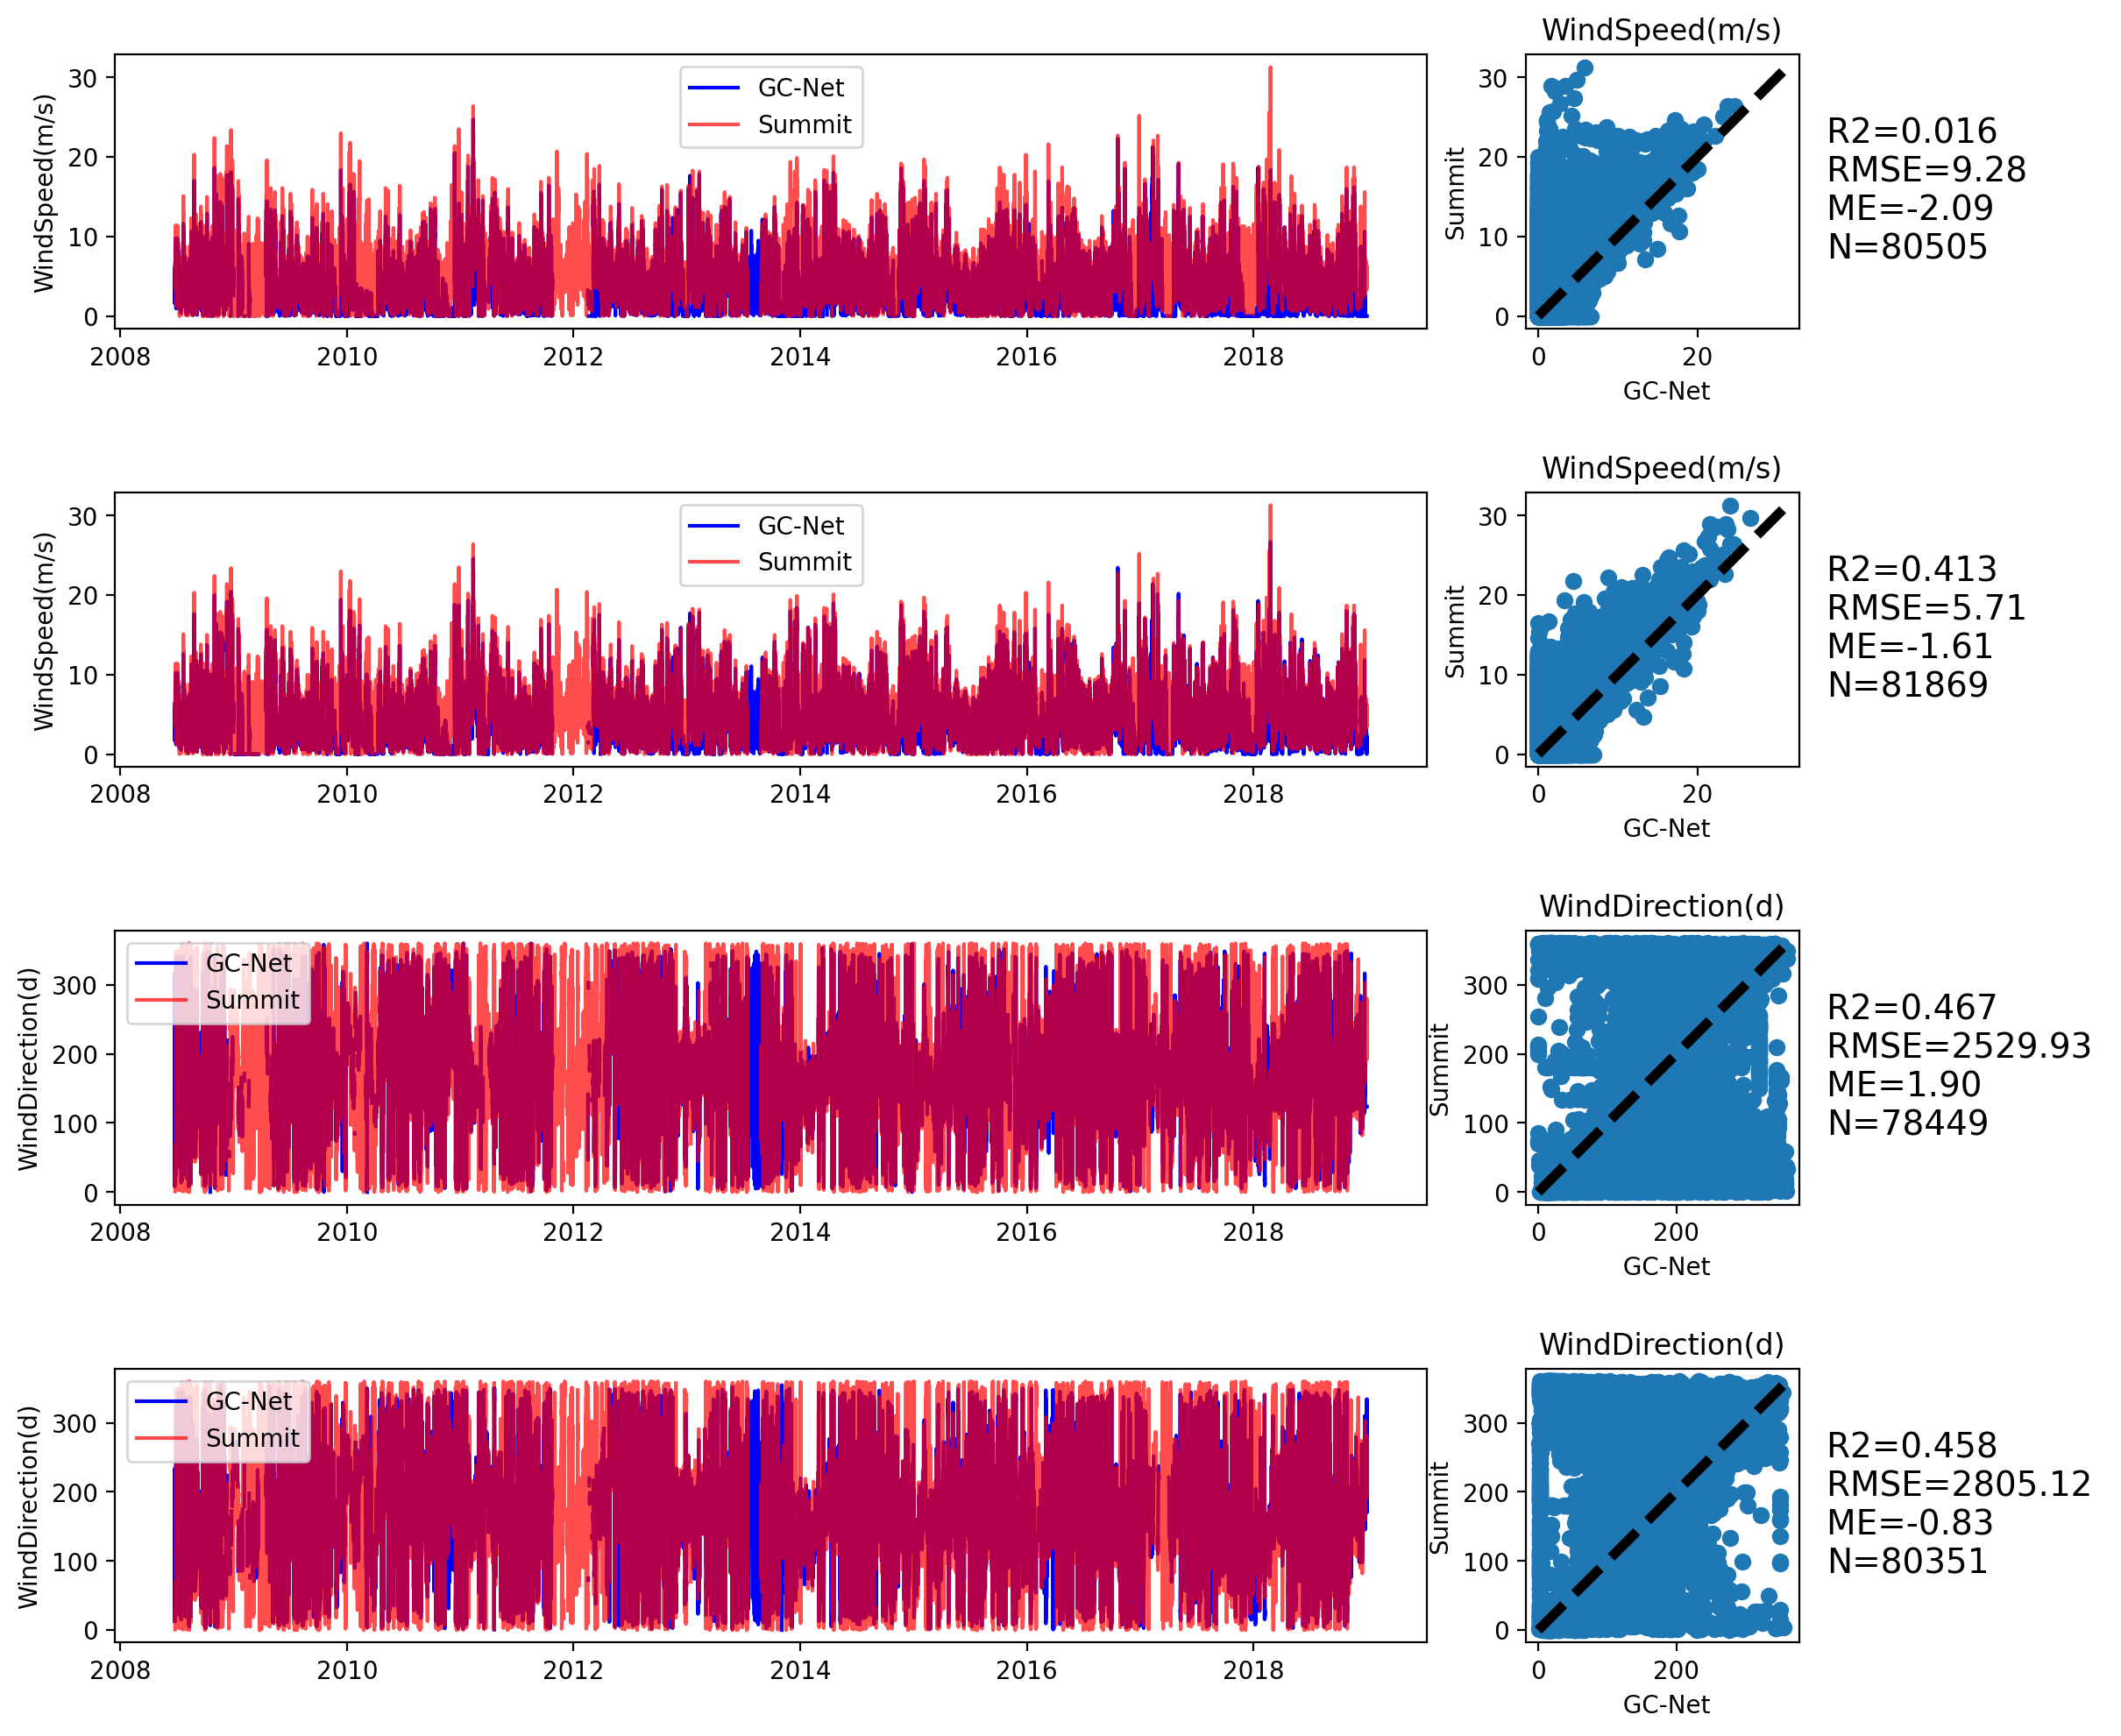 WindSpeed(m/s)
WindSpeed(m/s)
30
20
10
0
GC-Net
Summit
2008 2010 2012 2014 2016 2018
Summit
30
20
10
0
0 20
GC-Net
R2=0.016
RMSE=9.28
ME=-2.09
N=80505
WindSpeed(m/s)
WindSpeed(m/s)
30
20
10
0
GC-Net
Summit
2008 2010 2012 2014 2016 2018
Summit
30
20
10
0
0 20
GC-Net
R2=0.413
RMSE=5.71
ME=-1.61
N=81869
WindDirection(d)
WindDirection(d)
300
200
100
0
GC-Net
Summit
2008 2010 2012 2014 2016 2018
Summit
300
200
100
0
0 200
GC-Net
R2=0.467
RMSE=2529.93
ME=1.90
N=78449
WindDirection(d)
WindDirection(d)
300
200
100
0
GC-Net
Summit
2008 2010 2012 2014 2016 2018
Summit
300
200
100
0
0 200
GC-Net
R2=0.458
RMSE=2805.12
ME=-0.83
N=80351